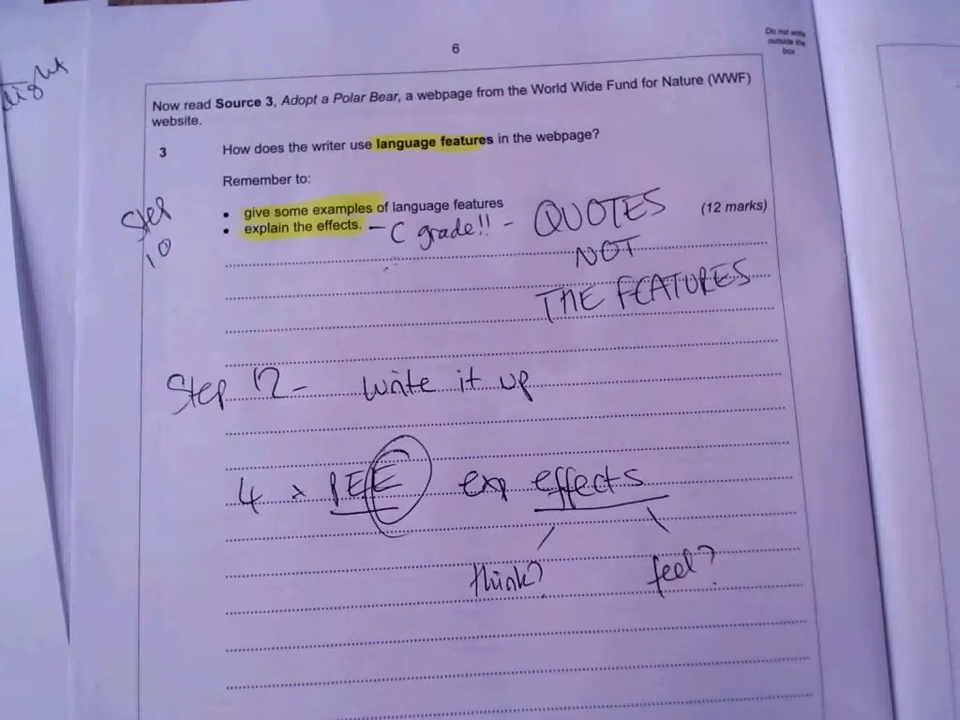 6
Do not write
outside the
box
Now read Source 3, Adopt a Polar Bear, a webpage from the World Wide Fund for Nature (WWF)
website.
3 How does the writer use language features in the webpage?
Remember to:
• give some examples of language features
• explain the effects. - C grade!! - QUOTES
(12 marks)
NOT
THE FEATURES
Step
10
Step 12 - write it up
4 x PEE exp effects
think? feel?